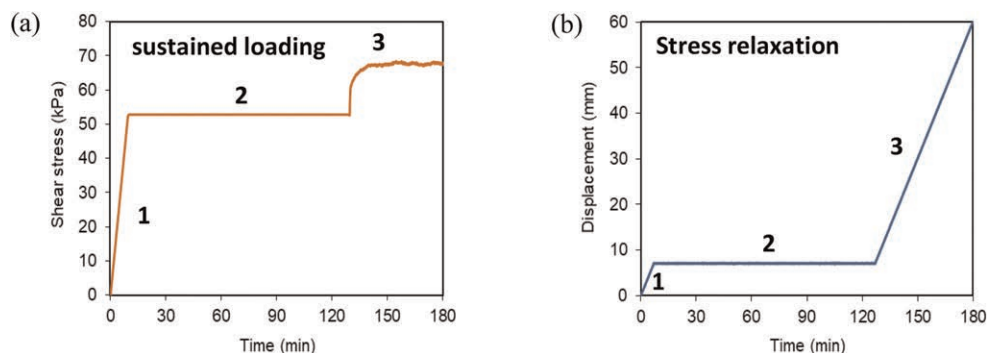 (a)
sustained loading
3
80
70
60
50
40
30
20
10
0
2
1
Shear stress (kPa)
0 30 60 90 120 150 180
Time (min)
(b)
Stress relaxation
60
50
40
30
20
10
0
3
2
1
Displacement (mm)
0 30 60 90 120 150 180
Time (min)